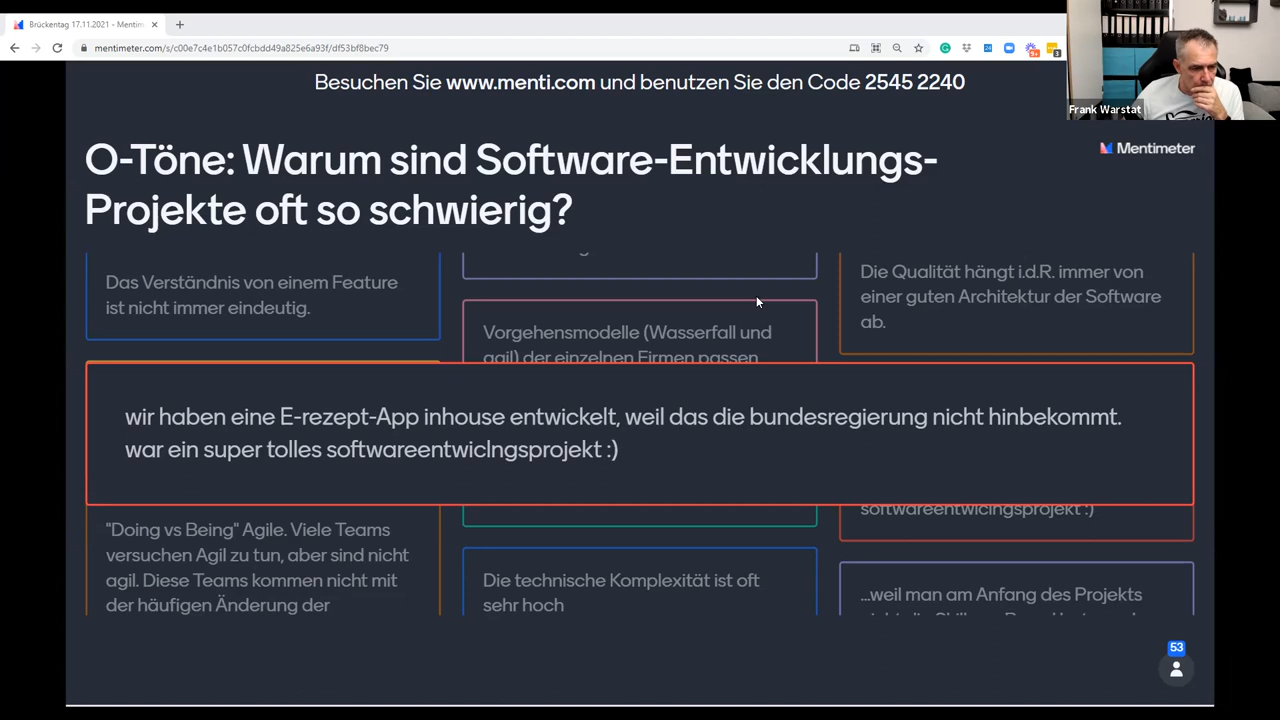 Brückentag 17.11.2021 - Mentim
mentimeter.com/s/c00e7c4e1b057c0fcbdd49a825e6a93f/df53bf8bec79
Frank Warstat
Besuchen Sie www.menti.com und benutzen Sie den Code 2545 2240
Mentimeter
O-Töne: Warum sind Software-Entwicklungs-
Projekte oft so schwierig?
Das Verständnis von einem Feature
ist nicht immer eindeutig.
Vorgehensmodelle (Wasserfall und
agil) der einzelnen Firmen passen
Die Qualität hängt i.d.R. immer von
einer guten Architektur der Software
ab.
wir haben eine E-rezept-App inhouse entwickelt, weil das die bundesregierung nicht hinbekommt.
war ein super tolles softwareentwiclngsprojekt :)
"Doing vs Being" Agile. Viele Teams
versuchen Agil zu tun, aber sind nicht
agil. Diese Teams kommen nicht mit
der häufigen Änderung der
Die technische Komplexität ist oft
sehr hoch
softwareentwiclngsprojekt :)
...weil man am Anfang des Projekts
53